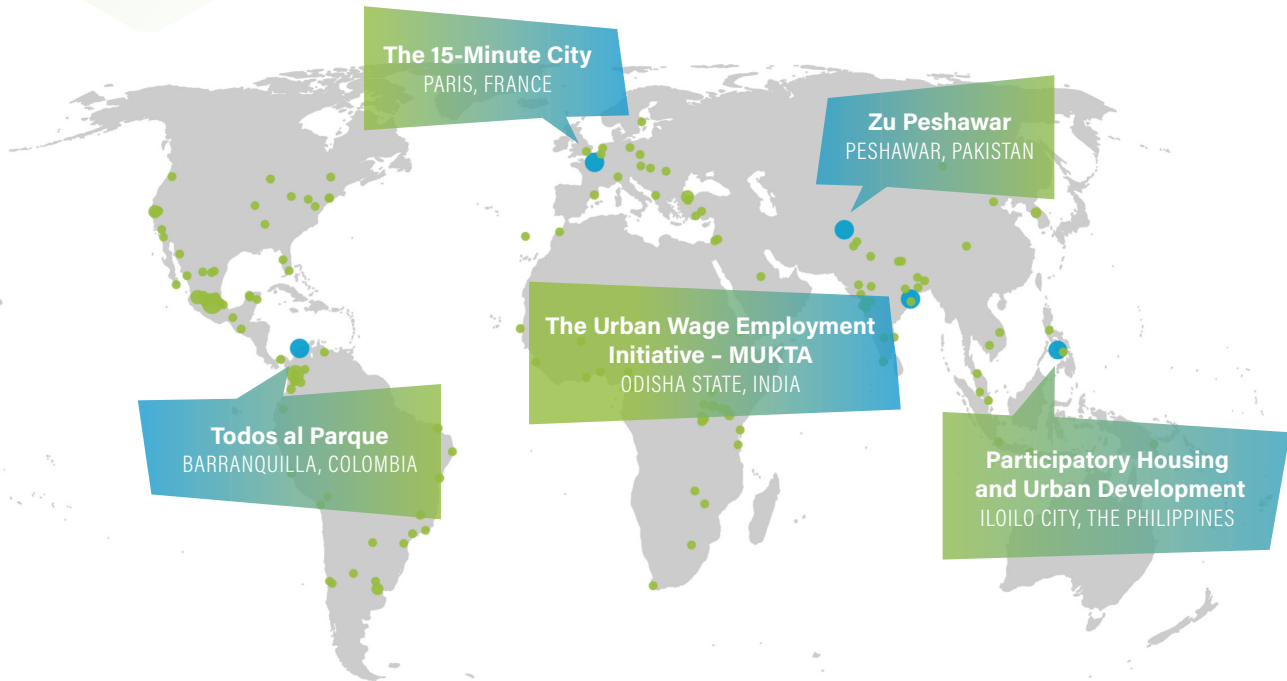 The 15-Minute City
PARIS, FRANCE
Zu Peshawar
PESHAWAR, PAKISTAN
The Urban Wage Employment
Initiative – MUKTA
ODISHA STATE, INDIA
Todos al Parque
BARRANQUILLA, COLOMBIA
Participatory Housing
and Urban Development
ILOILO CITY, THE PHILIPPINES